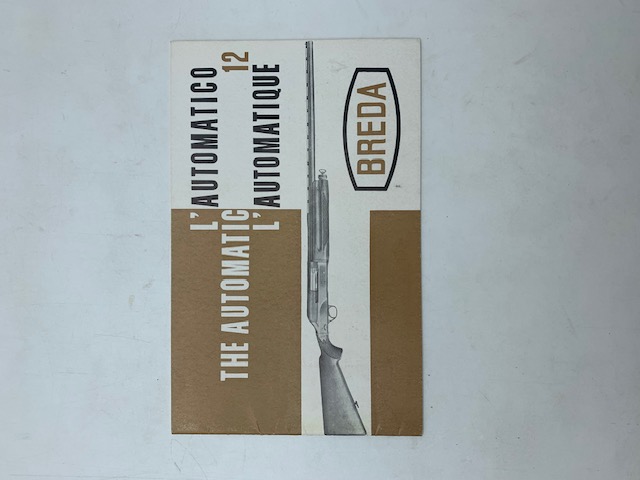 L'AUTOMATICO
THE AUTOMATIC 12
L'AUTOMATIQUE
BREDA